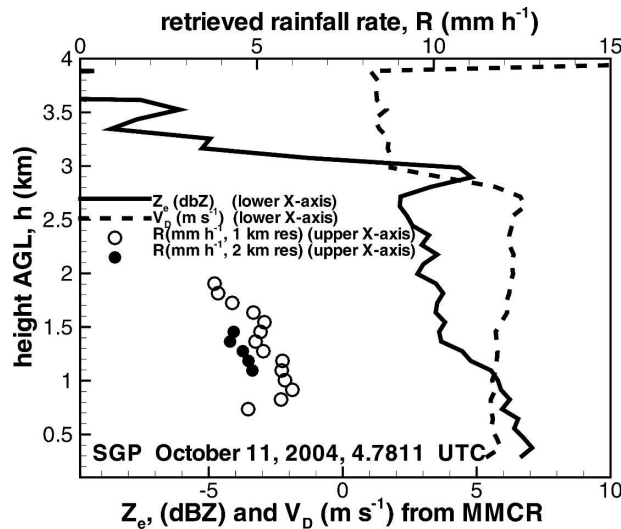 retrieved rainfall rate, R (mm h⁻¹)
0 5 10 15
4
3.5
3
2.5
2
1.5
1
0.5
height AGL, h (km)
Zₑ (dbZ) (lower X-axis)
V_D (m s⁻¹) (lower X-axis)
R(mm h⁻¹, 1 km res) (upper X-axis)
R(mm h⁻¹, 2 km res) (upper X-axis)
SGP October 11, 2004, 4.7811 UTC
-5 0 5 10
Zₑ, (dBZ) and V_D (m s⁻¹) from MMCR